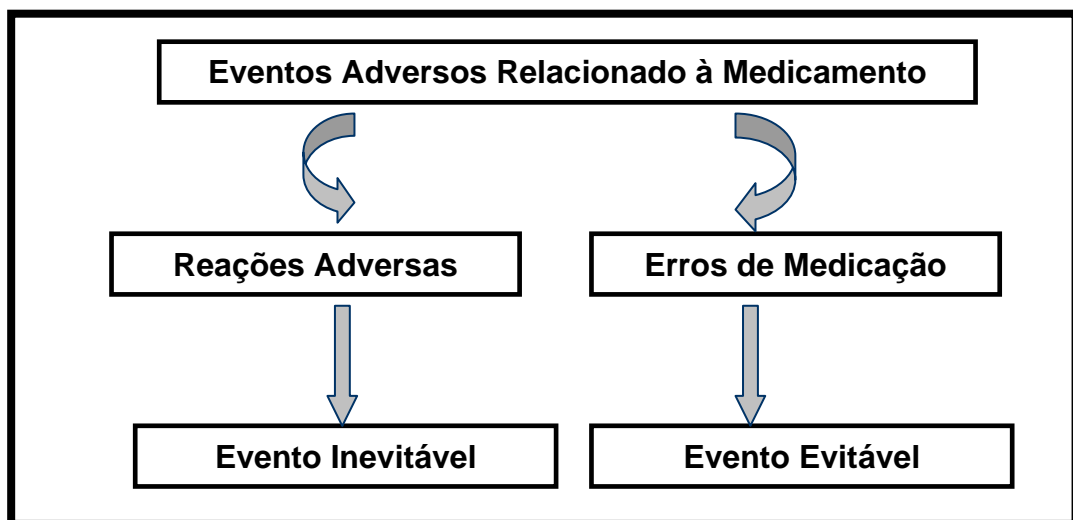 Eventos Adversos Relacionado à Medicamento
Reações Adversas
Erros de Medicação
Evento Inevitável
Evento Evitável